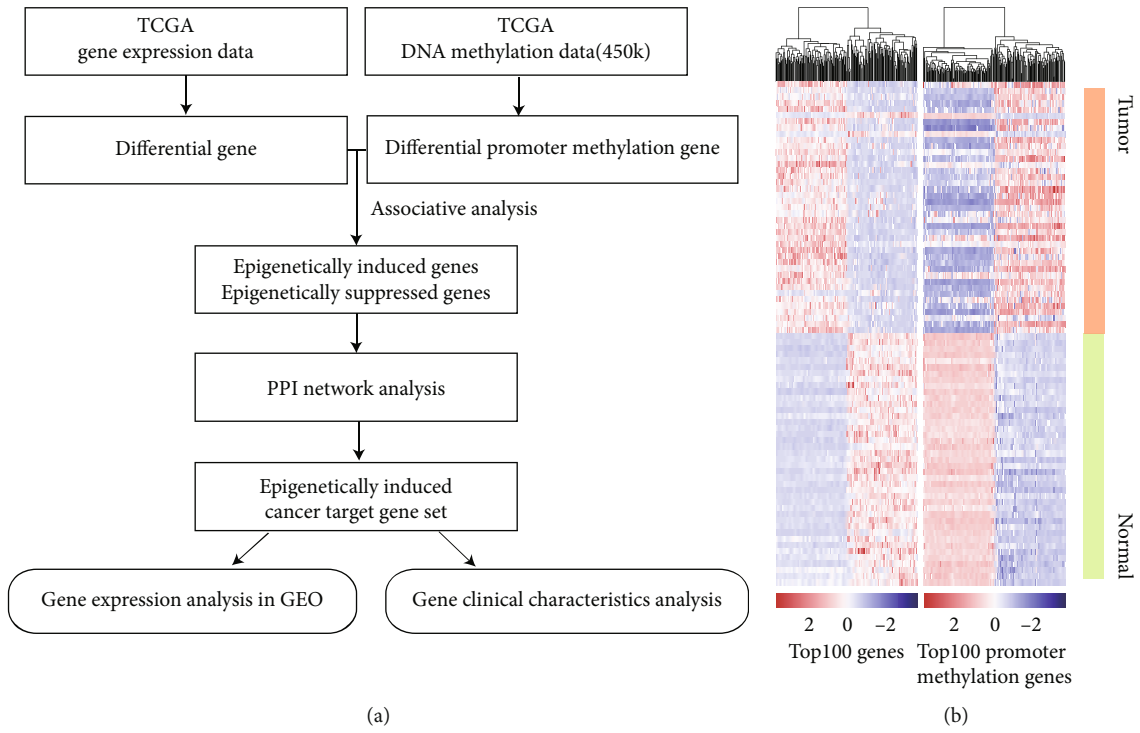 TCGA
gene expression data
TCGA
DNA methylation data(450k)
Differential gene
Differential promoter methylation gene
Associative analysis
Epigenetically induced genes
Epigenetically suppressed genes
PPI network analysis
Epigenetically induced
cancer target gene set
Gene expression analysis in GEO
Gene clinical characteristics analysis
(a)
Tumor
Normal
2 0 −2
Top100 genes
2 0 −2
Top100 promoter
methylation genes
(b)